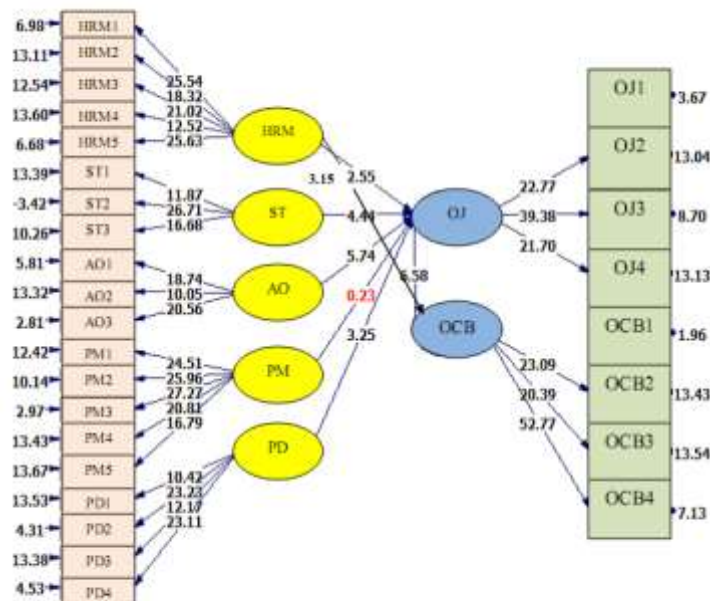 6.98 HRM1
13.11 HRM2
12.54 HRM3
13.60 HRM4
6.68 HRM5
13.39 ST1
-3.42 ST2
10.26 ST3
5.81 AO1
13.32 AO2
2.81 AO3
12.42 PM1
10.14 PM2
2.97 PM3
13.43 PM4
13.67 PM5
13.53 PD1
4.31 PD2
13.38 PD3
4.53 PD4
25.54
18.32
21.02
12.52
25.63
11.87
26.71
16.68
18.74
10.05
20.56
24.51
25.96
27.27
20.81
16.79
10.42
23.23
12.17
23.11
HRM
ST
AO
PM
PD
3.15
2.55
4.44
5.74
0.23
3.25
6.58
OJ
OCB
22.77
39.38
21.70
23.09
20.39
52.77
OJ1 3.67
OJ2 13.04
OJ3 8.70
OJ4 13.13
OCB1 1.96
OCB2 13.43
OCB3 13.54
OCB4 7.13